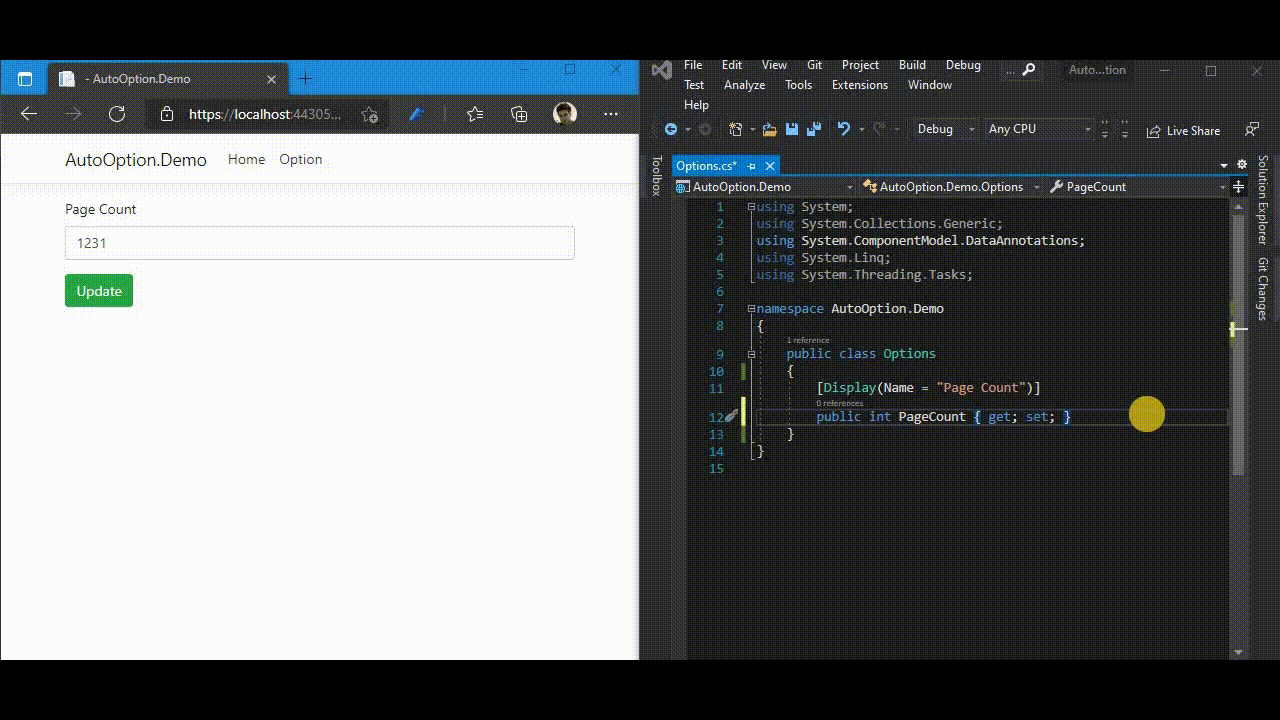 - AutoOption.Demo
https://localhost:44305...
AutoOption.Demo Home Option
Page Count
1231
Update
File Edit View Git Project Build Debug
Test Analyze Tools Extensions Window
Help
... Auto...tion
Debug Any CPU Live Share
Toolbox
Options.cs*
AutoOption.Demo AutoOption.Demo.Options PageCount
1 using System;
2 using System.Collections.Generic;
3 using System.ComponentModel.DataAnnotations;
4 using System.Linq;
5 using System.Threading.Tasks;
6
7 namespace AutoOption.Demo
8 {
1 reference
9 public class Options
10 {
11 [Display(Name = "Page Count")]
0 references
12 public int PageCount { get; set; }
13 }
14 }
15
Solution Explorer
Git Changes